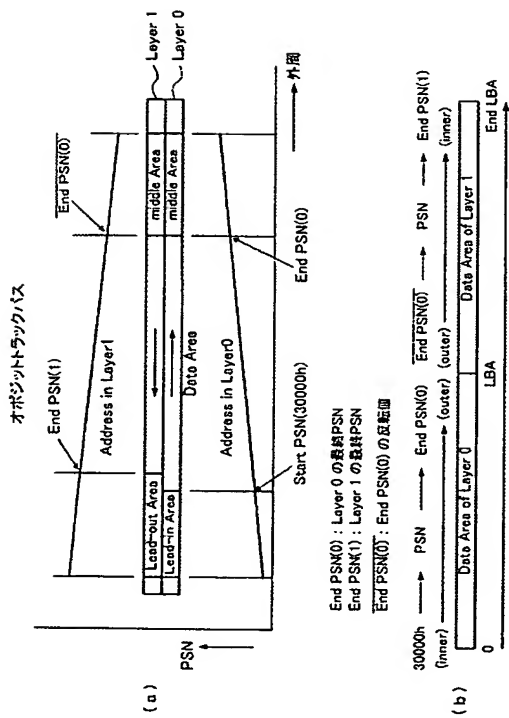 オポジットトラックパス
(a)
PSN
End PSN(1)
End PSN(0)
Address in Layer1
Layer 1
Layer 0
Lead-out Area
middle Area
Lead-in Area
middle Area
Data Area
外周
Address in Layer0
Start PSN(30000h)
End PSN(0)
End PSN(0) : Layer 0 の最終PSN
End PSN(1) : Layer 1 の最終PSN
End PSN(0) : End PSN(0) の反転値
(b)
30000h PSN End PSN(0) End PSN(0) PSN End PSN(1)
(inner) (outer) (outer) (inner)
Data Area of Layer 0 Data Area of Layer 1
0 LBA End LBA